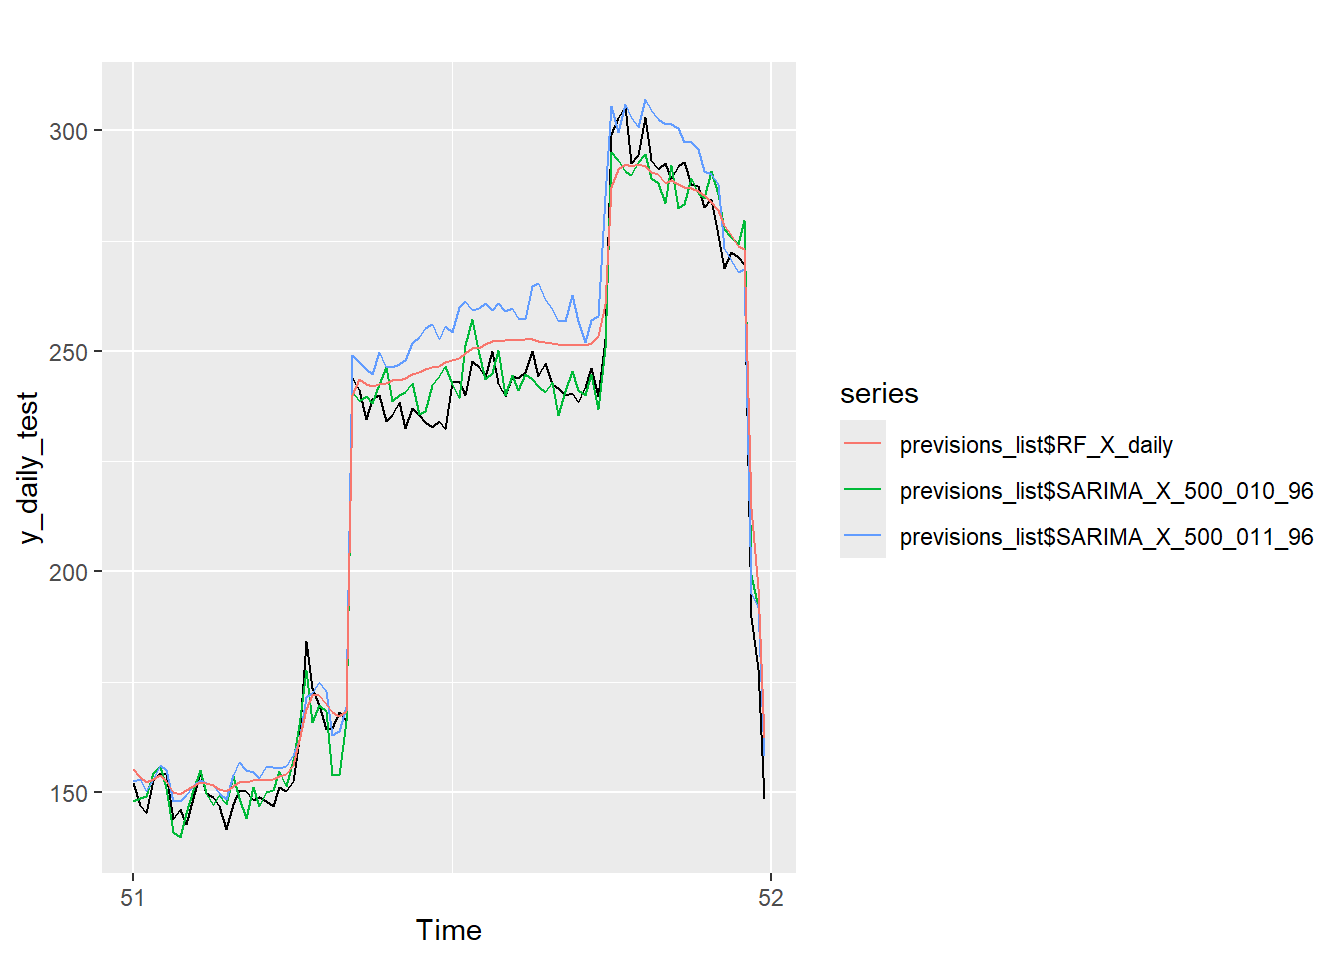 300
250
200
150
y_daily_test
51
52
Time
series
previsions_list$RF_X_daily
previsions_list$SARIMA_X_500_010_96
previsions_list$SARIMA_X_500_011_96